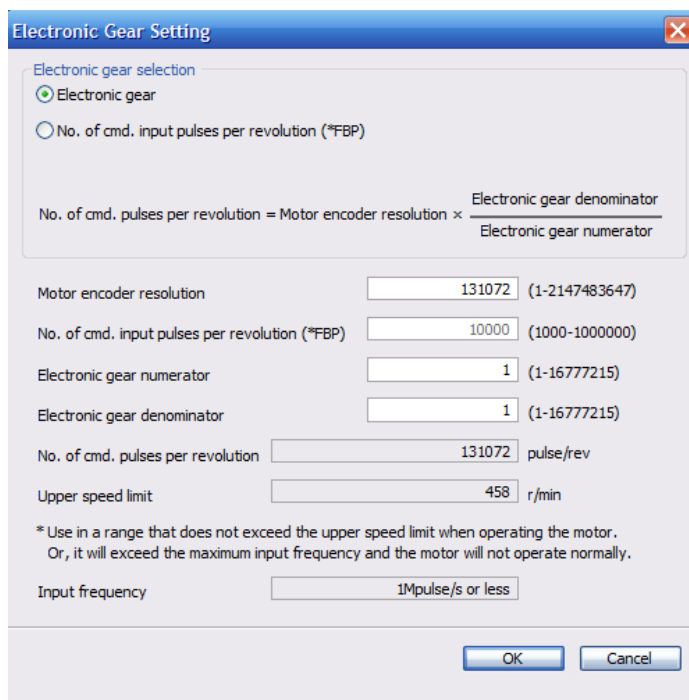 Electronic Gear Setting
Electronic gear selection
Electronic gear
No. of cmd. input pulses per revolution (*FBP)
No. of cmd. pulses per revolution = Motor encoder resolution × Electronic gear denominator
Electronic gear numerator
Motor encoder resolution 131072 (1-2147483647)
No. of cmd. input pulses per revolution (*FBP) 10000 (1000-1000000)
Electronic gear numerator 1 (1-16777215)
Electronic gear denominator 1 (1-16777215)
No. of cmd. pulses per revolution 131072 pulse/rev
Upper speed limit 458 r/min
* Use in a range that does not exceed the upper speed limit when operating the motor.
Or, it will exceed the maximum input frequency and the motor will not operate normally.
Input frequency 1Mpulse/s or less
OK Cancel